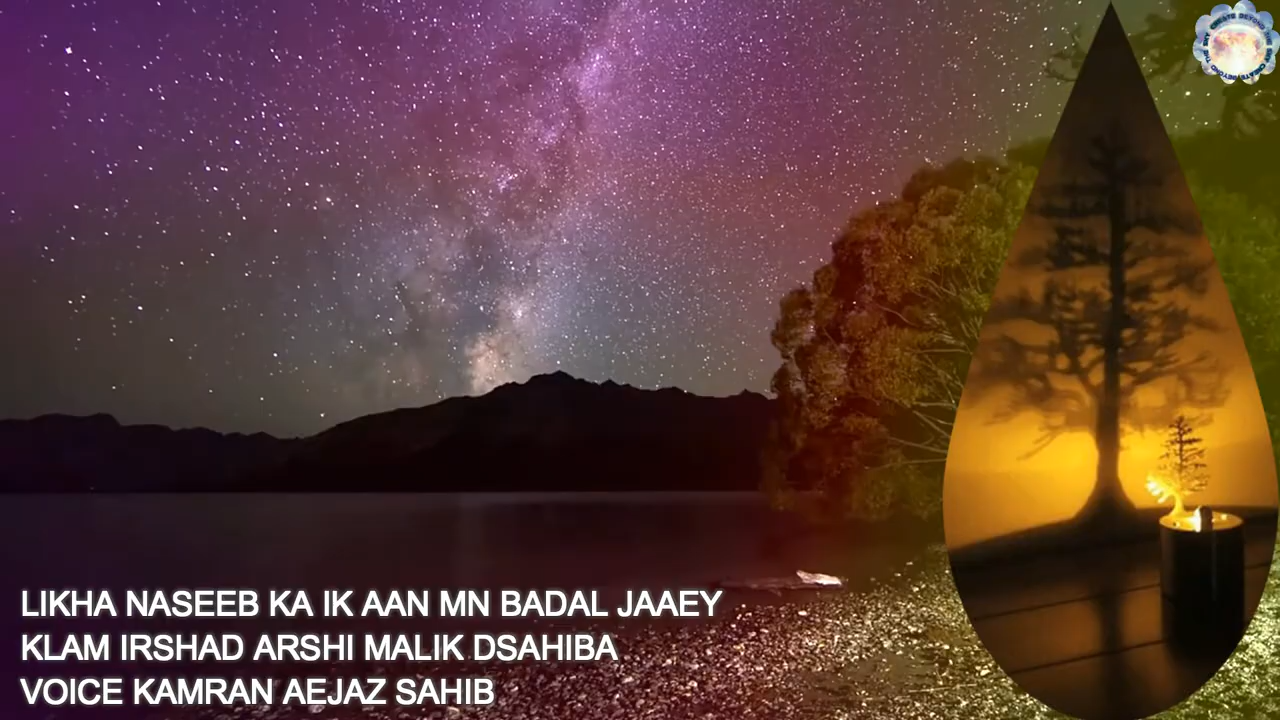 LIKHA NASEEB KA IK AAN MN BADAL JAAEY
KLAM IRSHAD ARSHI MALIK DSAHIBA
VOICE KAMRAN AEJAZ SAHIB